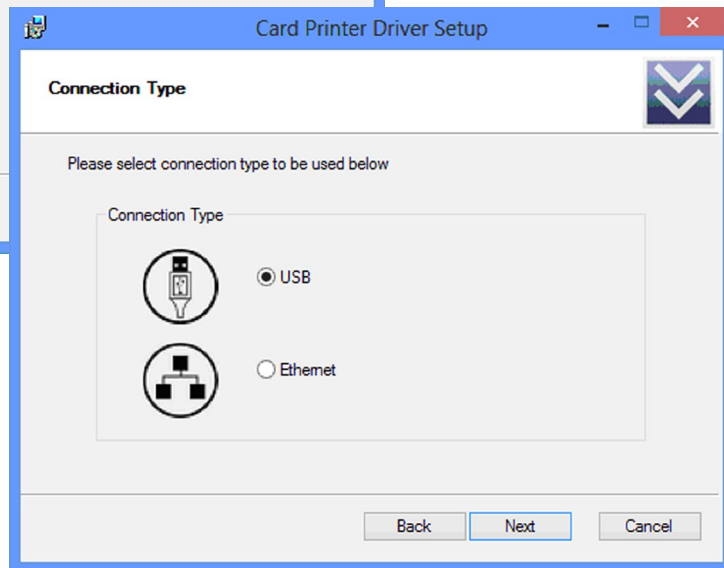 Card Printer Driver Setup
Connection Type
Please select connection type to be used below
Connection Type
USB
Ethernet
Back Next Cancel